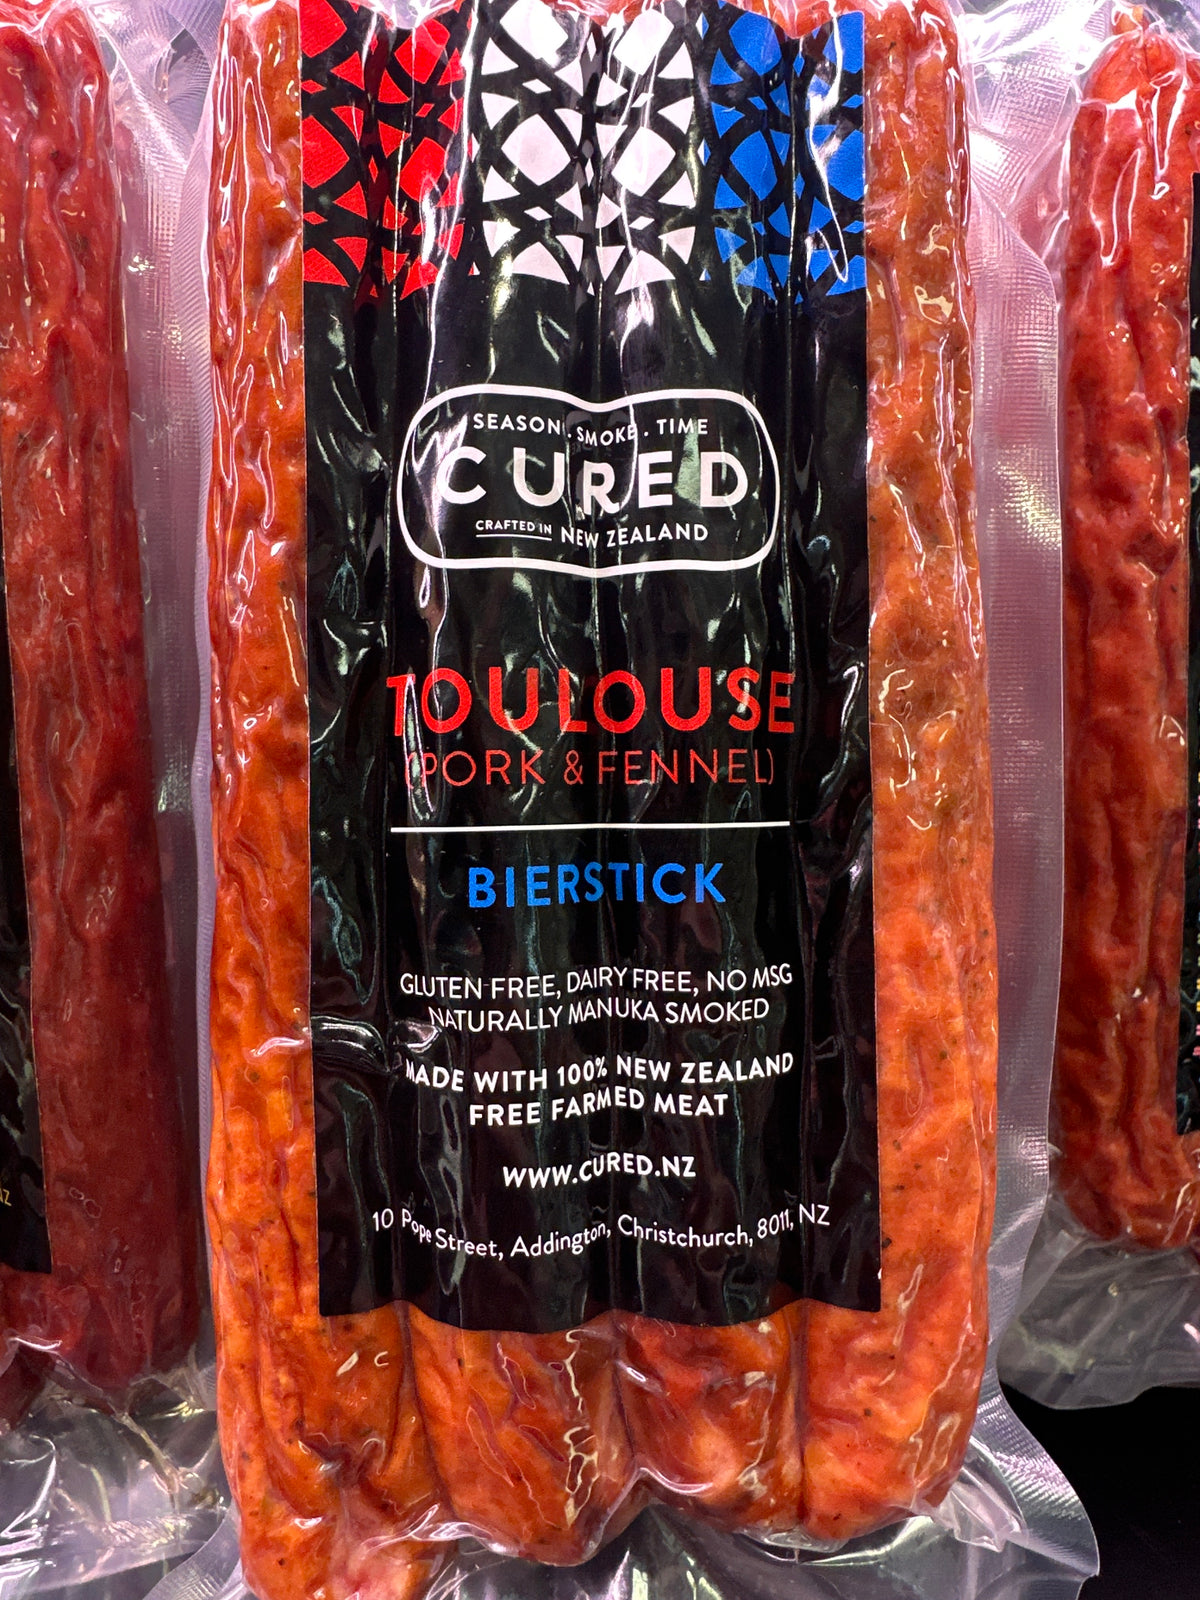 SEASON . SMOKE . TIME
CURED
CRAFTED IN NEW ZEALAND
TOULOUSE
(PORK & FENNEL)
BIERSTICK
GLUTEN FREE, DAIRY FREE, NO MSG
NATURALLY MANUKA SMOKED
MADE WITH 100% NEW ZEALAND
FREE FARMED MEAT
WWW.CURED.NZ
10 Pope Street, Addington, Christchurch, 8011, NZ
NZ